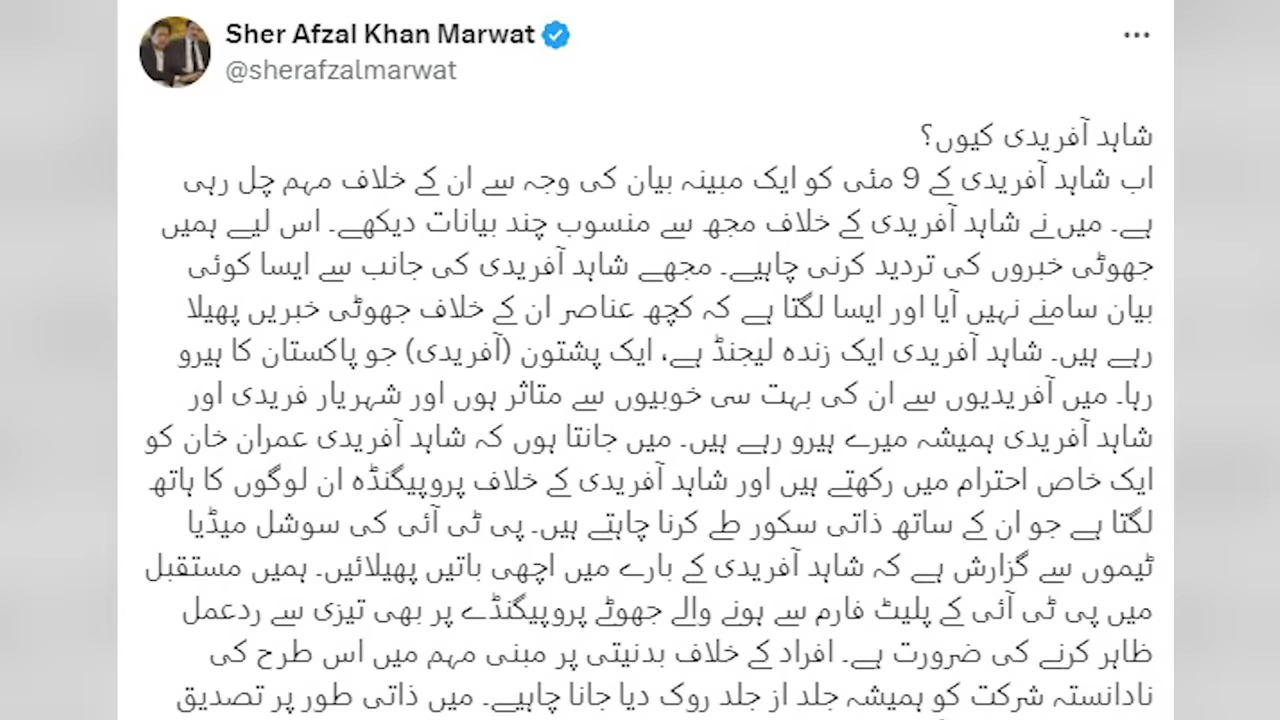 Sher Afzal Khan Marwat
@sherafzalmarwat
شاہد آفریدی کیوں؟
اب شاہد آفریدی کے 9 مئی کو ایک مبینہ بیان کی وجہ سے ان کے خلاف مہم چل رہی
ہے۔ میں نے شاہد آفریدی کے خلاف مجھ سے منسوب چند بیانات دیکھے۔ اس لیے ہمیں
جھوٹی خبروں کی تردید کرنی چاہیے۔ مجھے شاہد آفریدی کی جانب سے ایسا کوئی
بیان سامنے نہیں آیا اور ایسا لگتا ہے کہ کچھ عناصر ان کے خلاف جھوٹی خبریں پھیلا
رہے ہیں۔ شاہد آفریدی ایک زندہ لیجنڈ ہے، ایک پشتون (آفریدی) جو پاکستان کا ہیرو
رہا۔ میں آفریدیوں سے ان کی بہت سی خوبیوں سے متاثر ہوں اور شہریار فریدی اور
شاہد آفریدی ہمیشہ میرے ہیرو رہے ہیں۔ میں جانتا ہوں کہ شاہد آفریدی عمران خان کو
ایک خاص احترام میں رکھتے ہیں اور شاہد آفریدی کے خلاف پروپیگنڈہ ان لوگوں کا ہاتھ
لگتا ہے جو ان کے ساتھ ذاتی سکور طے کرنا چاہتے ہیں۔ پی ٹی آئی کی سوشل میڈیا
ٹیموں سے گزارش ہے کہ شاہد آفریدی کے بارے میں اچھی باتیں پھیلائیں۔ ہمیں مستقبل
میں پی ٹی آئی کے پلیٹ فارم سے ہونے والے جھوٹے پروپیگنڈے پر بھی تیزی سے ردعمل
ظاہر کرنے کی ضرورت ہے۔ افراد کے خلاف بدنیتی پر مبنی مہم میں اس طرح کی
نادانستہ شرکت کو ہمیشہ جلد از جلد روک دیا جانا چاہیے۔ میں ذاتی طور پر تصدیق